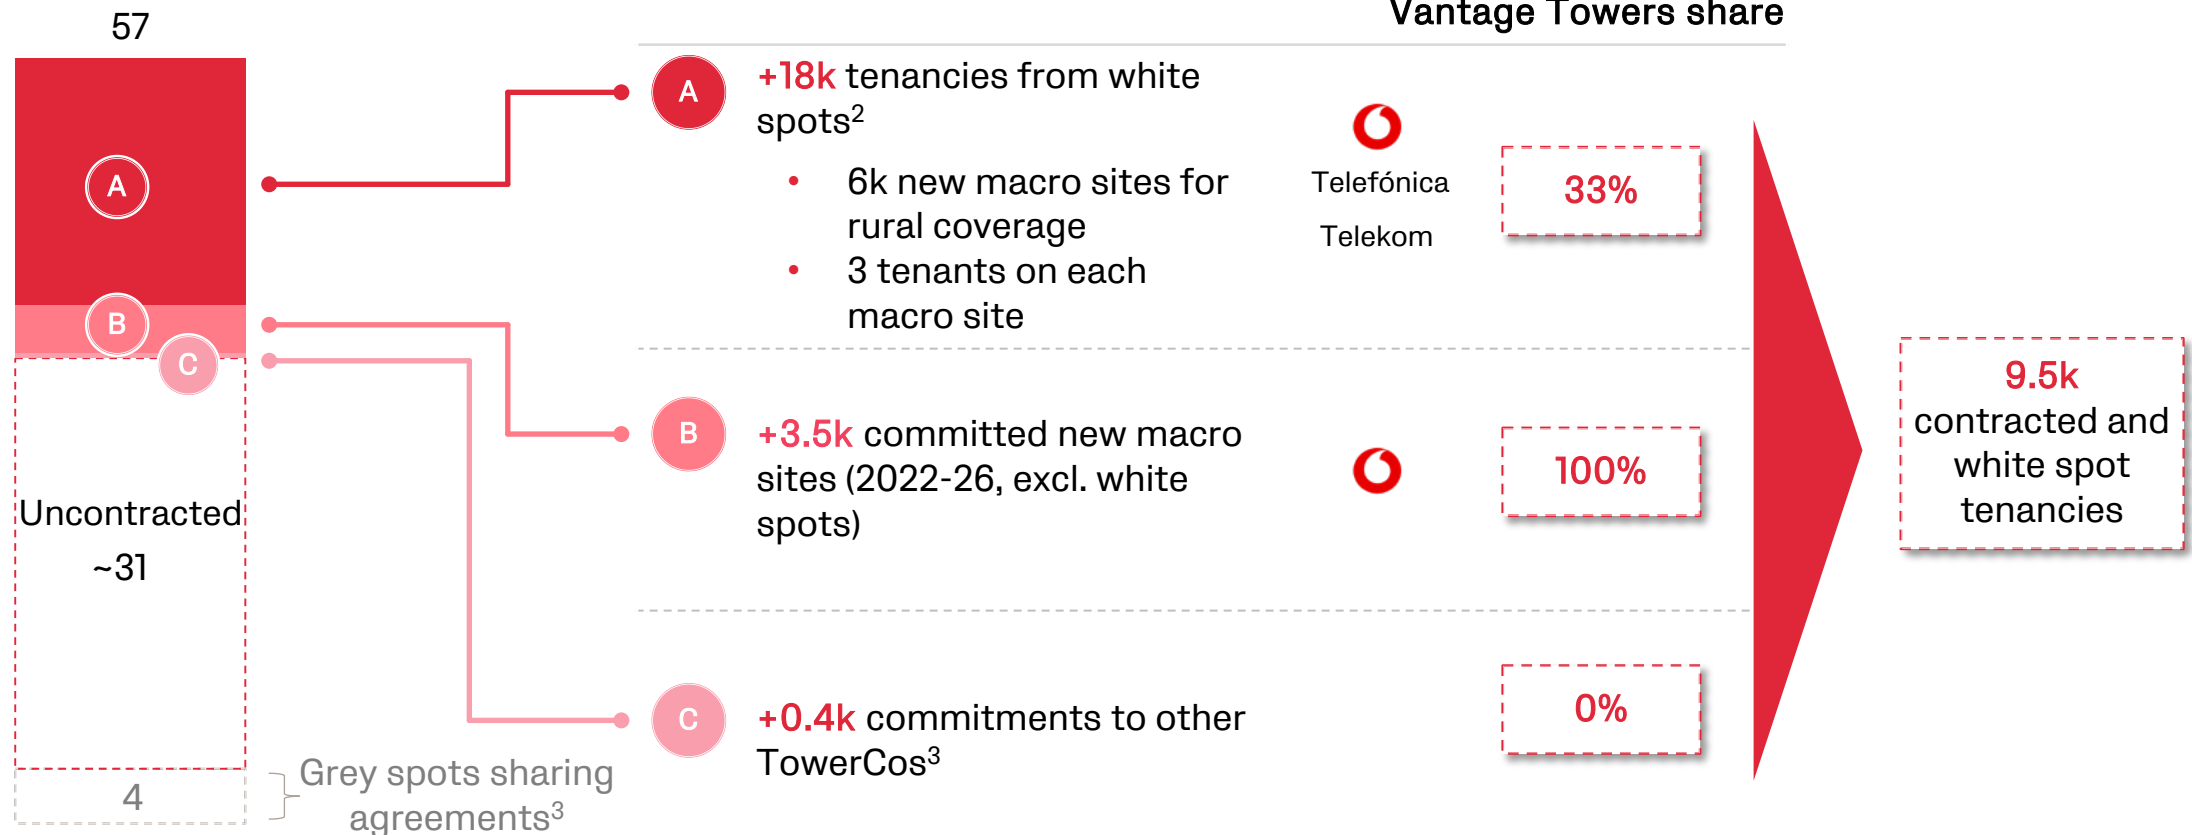 57
A
B
C
Uncontracted
~31
4
Grey spots sharing
agreements3
Vantage Towers share
A
+18k tenancies from white
spots2
• 6k new macro sites for
rural coverage
• 3 tenants on each
macro site
Telefónica
Telekom
33%
B
+3.5k committed new macro
sites (2022-26, excl. white
spots)
100%
C
+0.4k commitments to other
TowerCos3
0%
9.5k
contracted and
white spot
tenancies